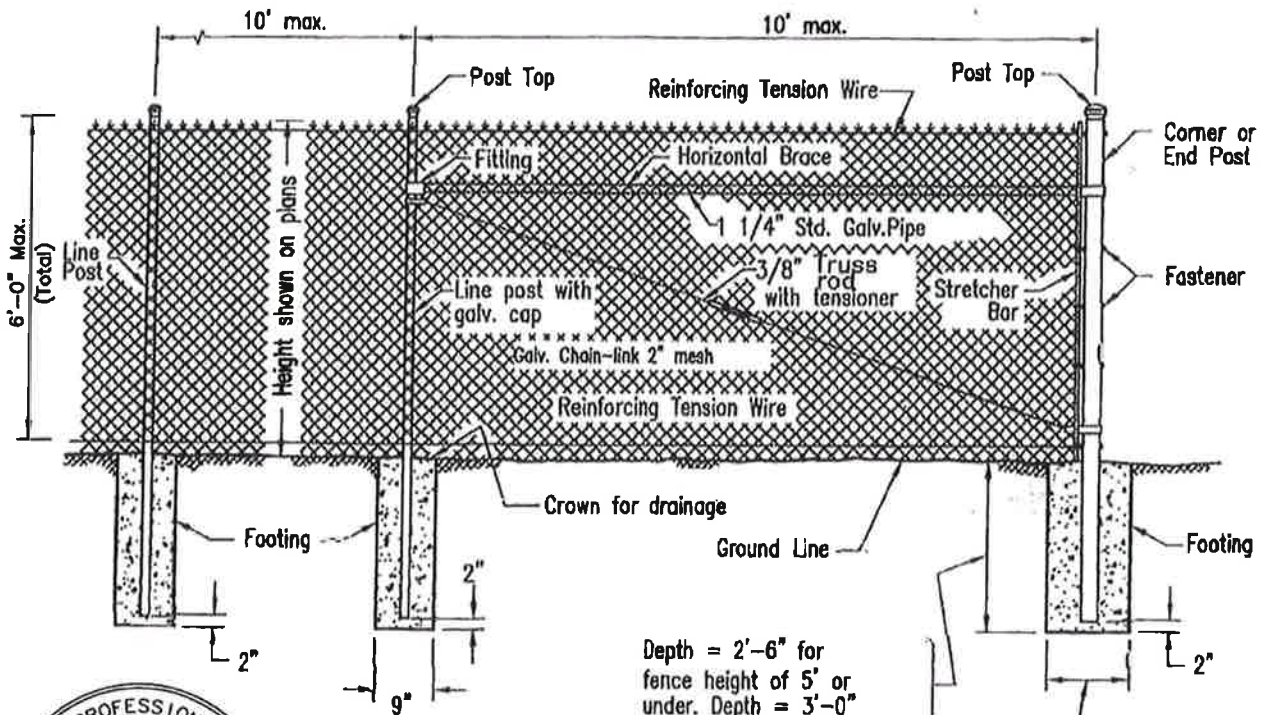 10' max.
10' max.
Post Top
Reinforcing Tension Wire
Post Top
Corner or
End Post
Fitting
Horizontal Brace
1 1/4" Std. Galv.Pipe
6'-0" Max.
(Total)
Line
Post
Height shown on plans
3/8" Truss
rod
with tensioner
Stretcher
Bar
Fastener
Line post with
galv. cap
Galv. Chain-link 2" mesh
Reinforcing Tension Wire
Crown for drainage
Footing
Ground Line
Footing
2"
2"
2"
9"
Depth = 2'-6" for
fence height of 5' or
under. Depth = 3'-0"
PROFESSION